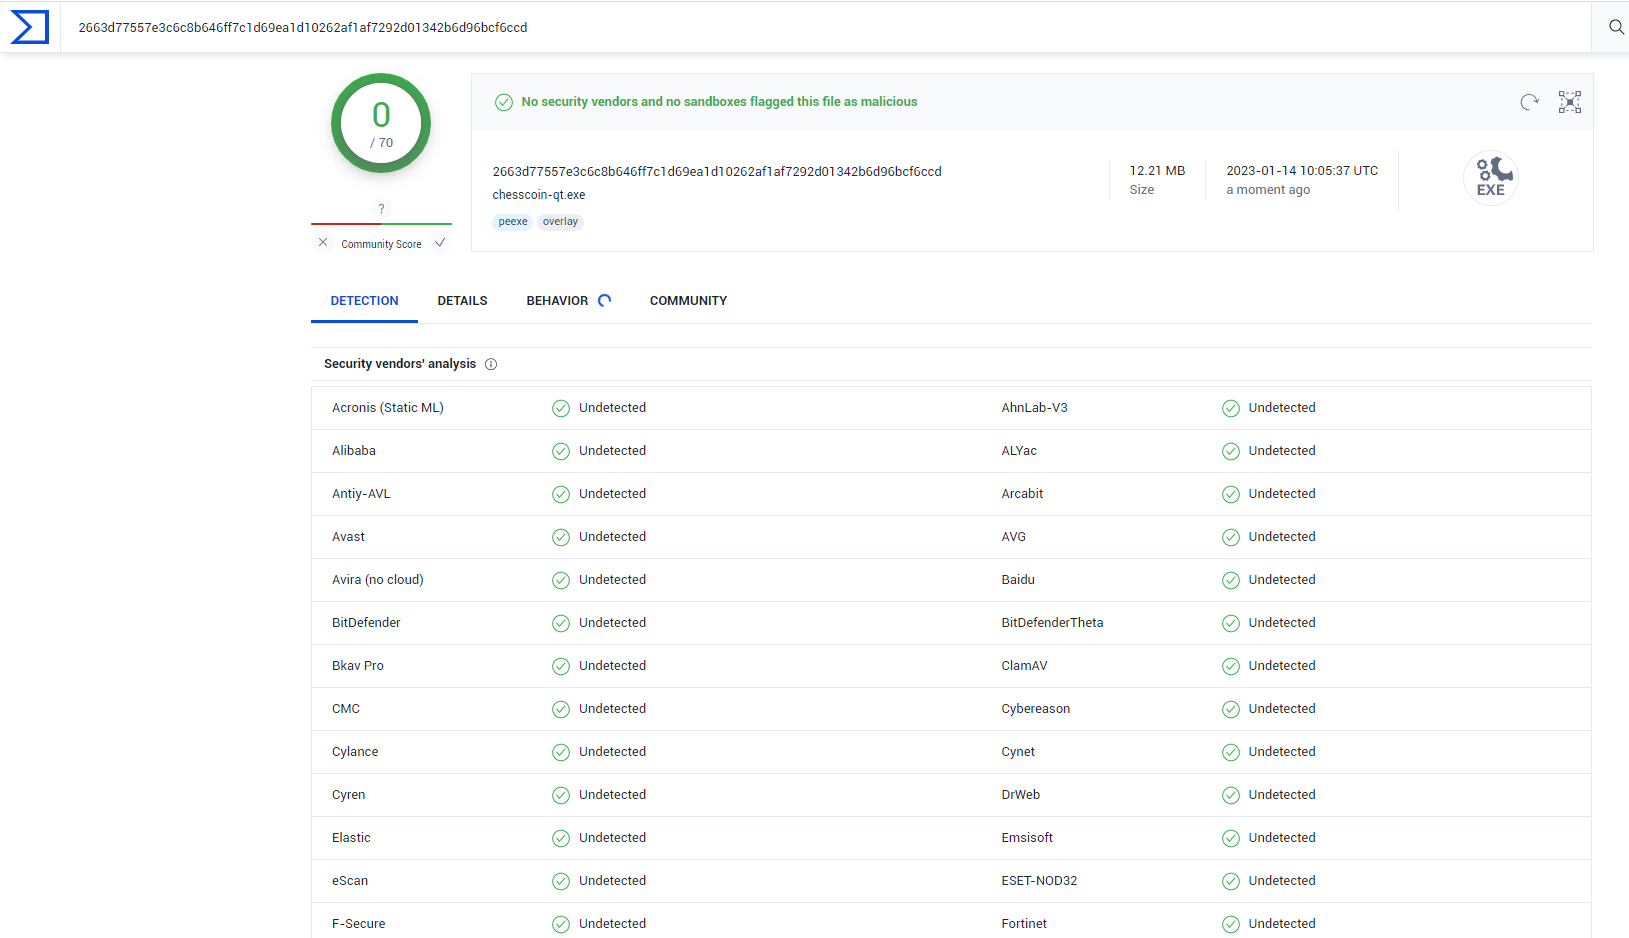 2663d77557e3c6c8b646ff7c1d69ea1d10262af1af7292d01342b6d96bcf6ccd
0
/ 70
?
Community Score
No security vendors and no sandboxes flagged this file as malicious
2663d77557e3c6c8b646ff7c1d69ea1d10262af1af7292d01342b6d96bcf6ccd
chesscoin-qt.exe
peexe overlay
12.21 MB
Size
2023-01-14 10:05:37 UTC
a moment ago
EXE
DETECTION DETAILS BEHAVIOR COMMUNITY
Security vendors' analysis
Acronis (Static ML) Undetected AhnLab-V3 Undetected
Alibaba Undetected ALYac Undetected
Antiy-AVL Undetected Arcabit Undetected
Avast Undetected AVG Undetected
Avira (no cloud) Undetected Baidu Undetected
BitDefender Undetected BitDefenderTheta Undetected
Bkav Pro Undetected ClamAV Undetected
CMC Undetected Cybereason Undetected
Cylance Undetected Cynet Undetected
Cyren Undetected DrWeb Undetected
Elastic Undetected Emsisoft Undetected
eScan Undetected ESET-NOD32 Undetected
F-Secure Undetected Fortinet Undetected